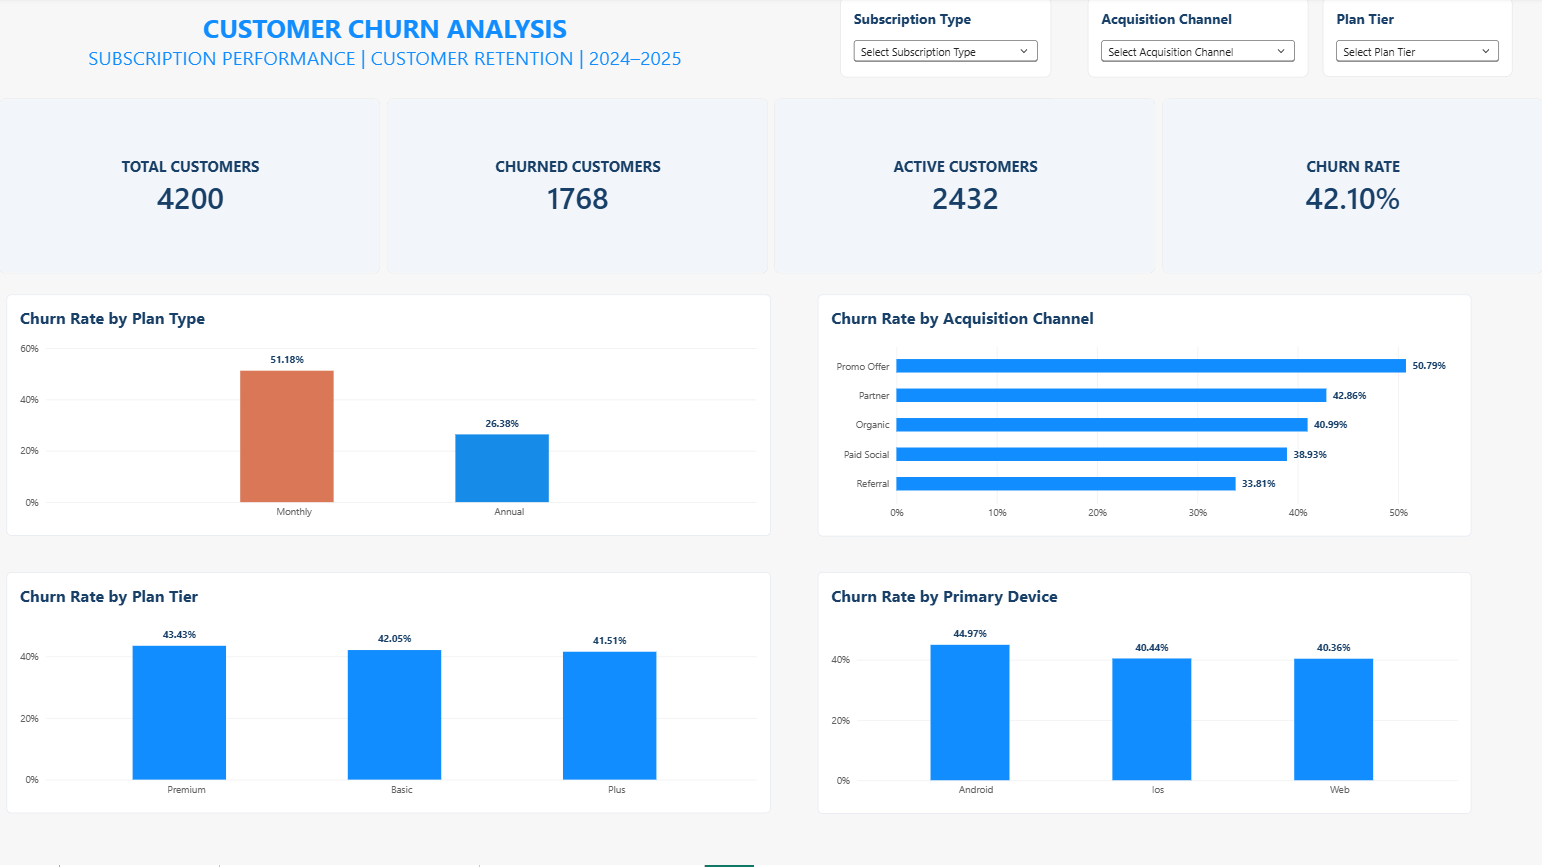 CUSTOMER CHURN ANALYSIS
SUBSCRIPTION PERFORMANCE | CUSTOMER RETENTION | 2024–2025
Subscription Type
Select Subscription Type
Acquisition Channel
Select Acquisition Channel
Plan Tier
Select Plan Tier
TOTAL CUSTOMERS
4200
CHURNED CUSTOMERS
1768
ACTIVE CUSTOMERS
2432
CHURN RATE
42.10%
Churn Rate by Plan Type
60%
40%
20%
0%
51.18%
26.38%
Monthly
Annual
Churn Rate by Acquisition Channel
Promo Offer 50.79%
Partner 42.86%
Organic 40.99%
Paid Social 38.93%
Referral 33.81%
0% 10% 20% 30% 40% 50%
Churn Rate by Plan Tier
40%
20%
0%
43.43%
42.05%
41.51%
Premium
Basic
Plus
Churn Rate by Primary Device
40%
20%
0%
44.97%
40.44%
40.36%
Android
Ios
Web